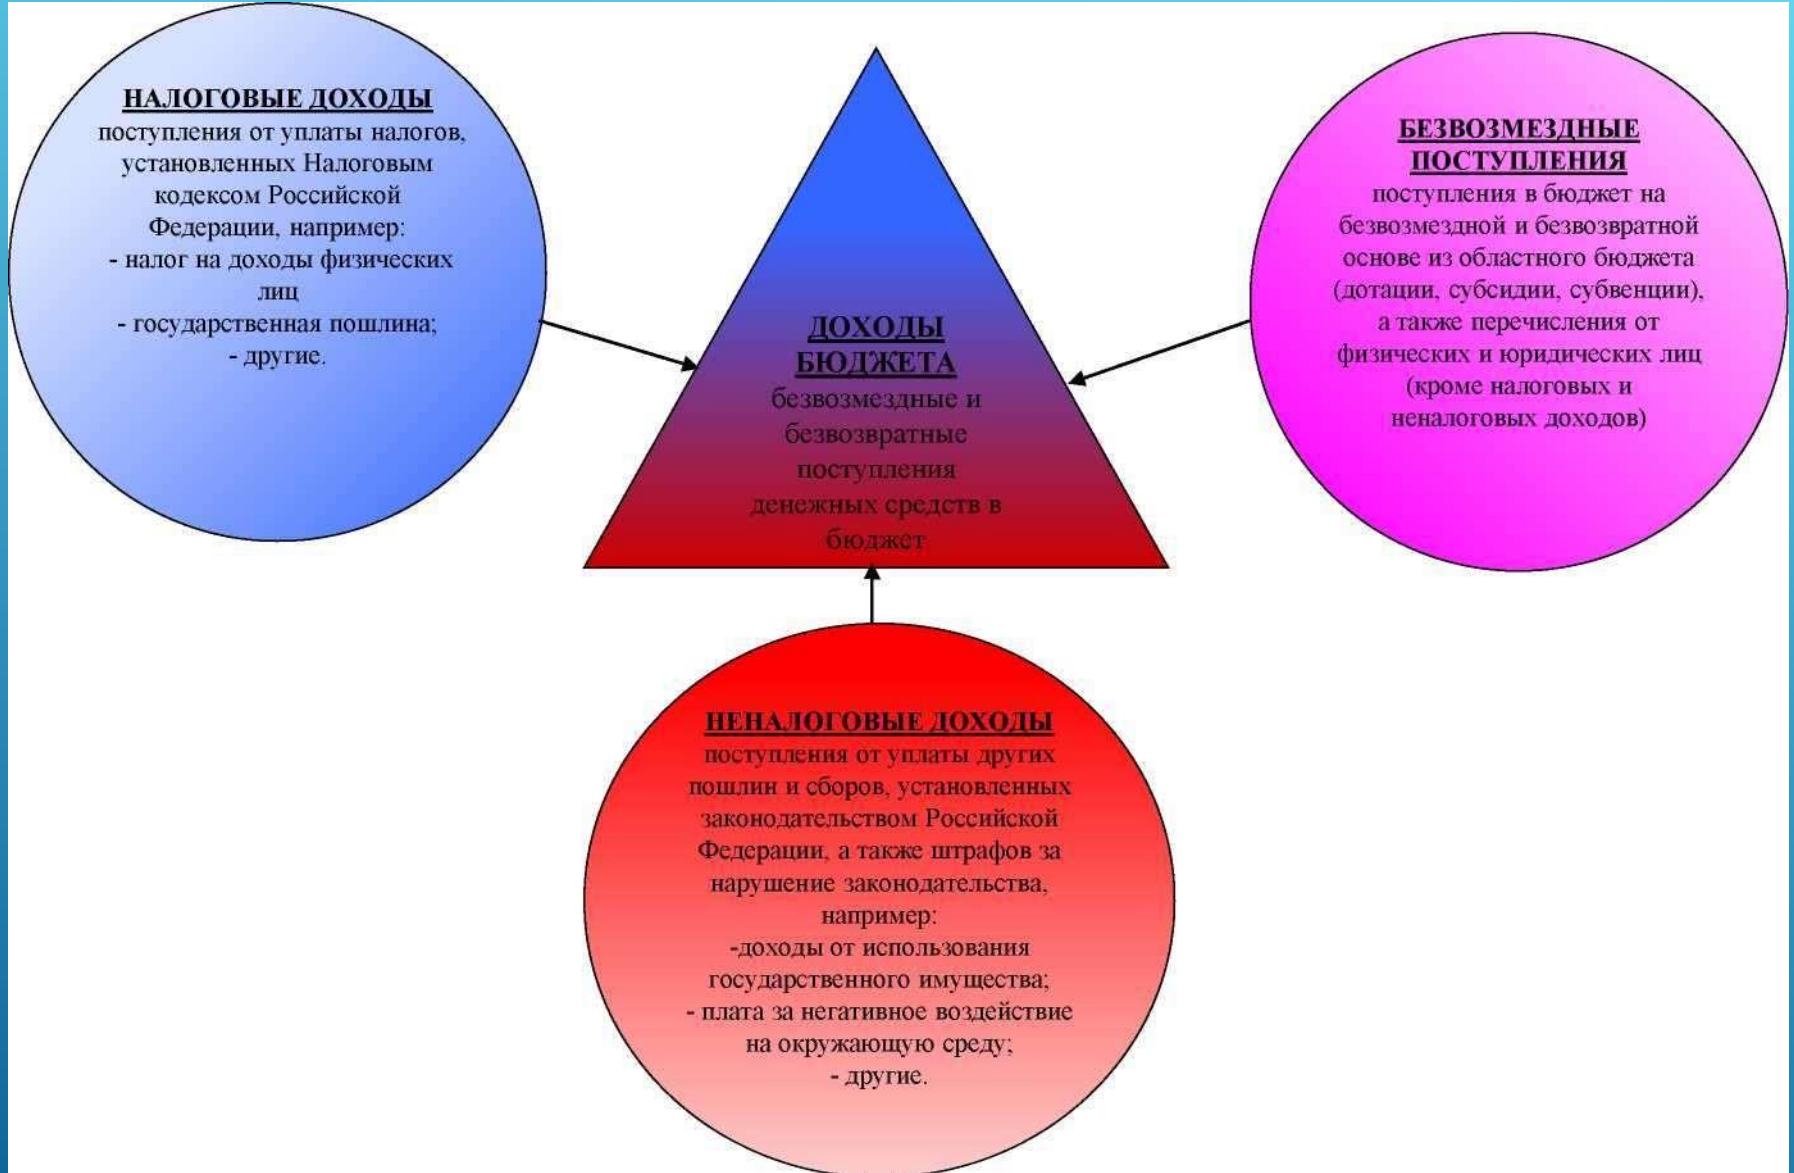 НАЛОГОВЫЕ ДОХОДЫ
поступления от уплаты налогов,
установленных Налоговым
кодексом Российской
Федерации, например:
- налог на доходы физических
лиц
- государственная пошлина;
- другие.
ДОХОДЫ
БЮДЖЕТА
безвозмездные и
безвозвратные
поступления
денежных средств в
бюджет
БЕЗВОЗМЕЗДНЫЕ
ПОСТУПЛЕНИЯ
поступления в бюджет на
безвозмездной и безвозвратной
основе из областного бюджета
(дотации, субсидии, субвенции),
а также перечисления от
физических и юридических лиц
(кроме налоговых и
неналоговых доходов)
НЕНАЛОГОВЫЕ ДОХОДЫ
поступления от уплаты других
пошлин и сборов, установленных
законодательством Российской
Федерации, а также штрафов за
нарушение законодательства,
например:
-доходы от использования
государственного имущества;
- плата за негативное воздействие
на окружающую среду;
- другие.